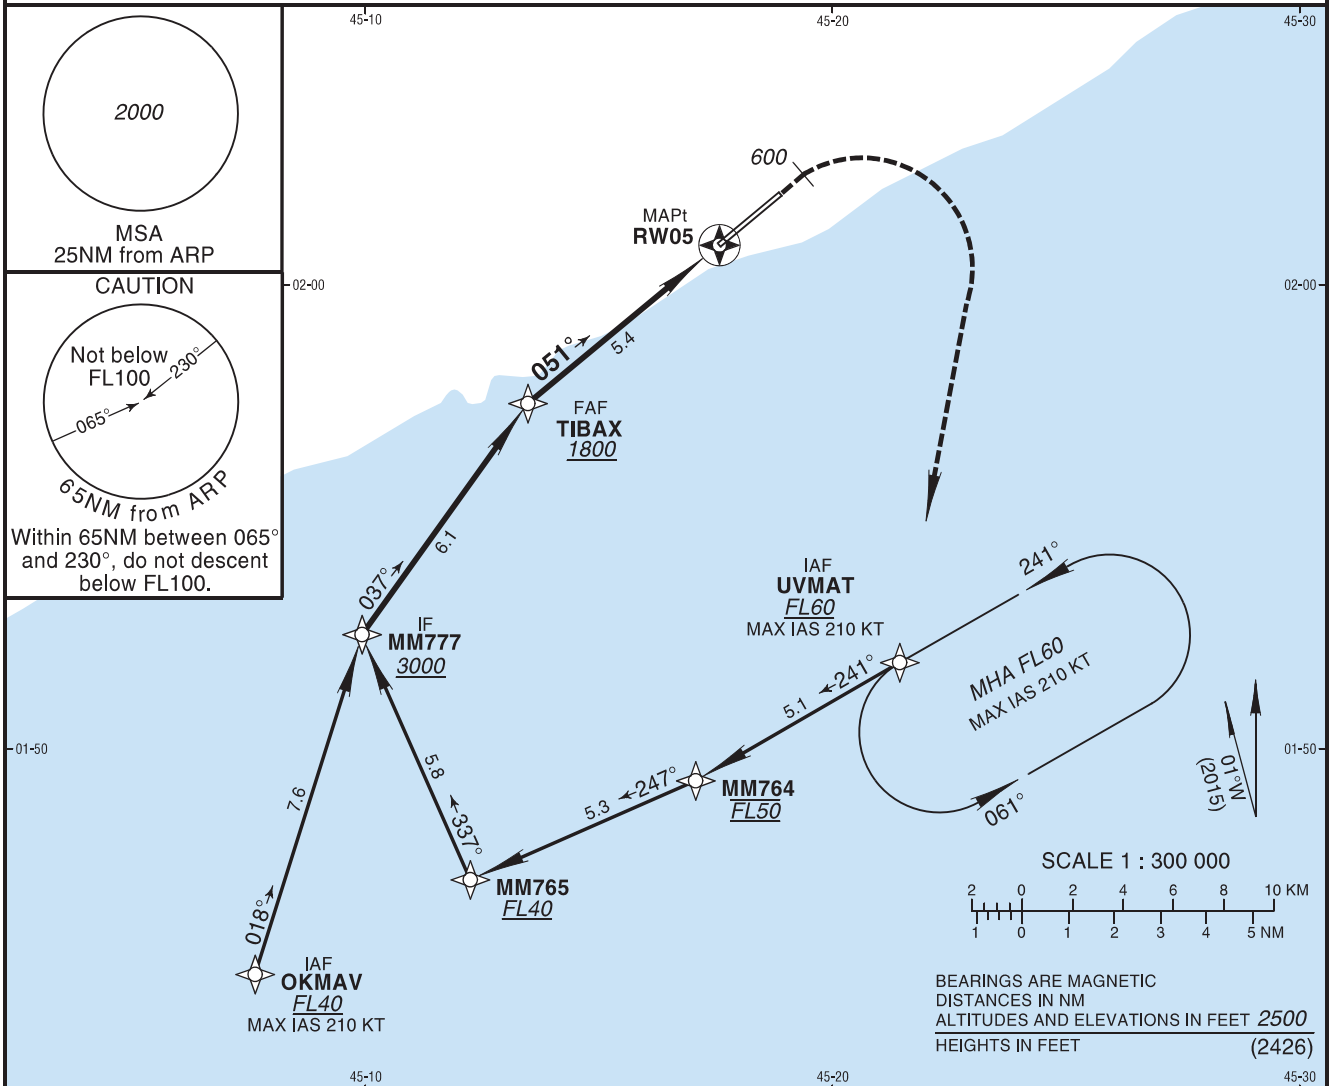 45-10
45-20
45-30
2000
MSA
25NM from ARP
CAUTION
Not below
FL100
230°
065°
65NM from ARP
Within 65NM between 065°
and 230°, do not descent
below FL100.
02-00
02-00
600
MAPt
RW05
051°
5.4
FAF
TIBAX
1800
6.1
037°
IF
MM777
3000
IAF
UVMAT
FL60
MAX IAS 210 KT
241°
MHA FL60
MAX IAS 210 KT
061°
241°
5.1
MM764
FL50
247°
5.3
MM765
FL40
337°
5.8
7.6
018°
IAF
OKMAV
FL40
MAX IAS 210 KT
01-50
01-50
01°W
(2015)
SCALE 1 : 300 000
2 0 2 4 6 8 10 KM
1 0 1 2 3 4 5 NM
BEARINGS ARE MAGNETIC
DISTANCES IN NM
ALTITUDES AND ELEVATIONS IN FEET 2500
HEIGHTS IN FEET (2426)
45-10
45-20
45-30